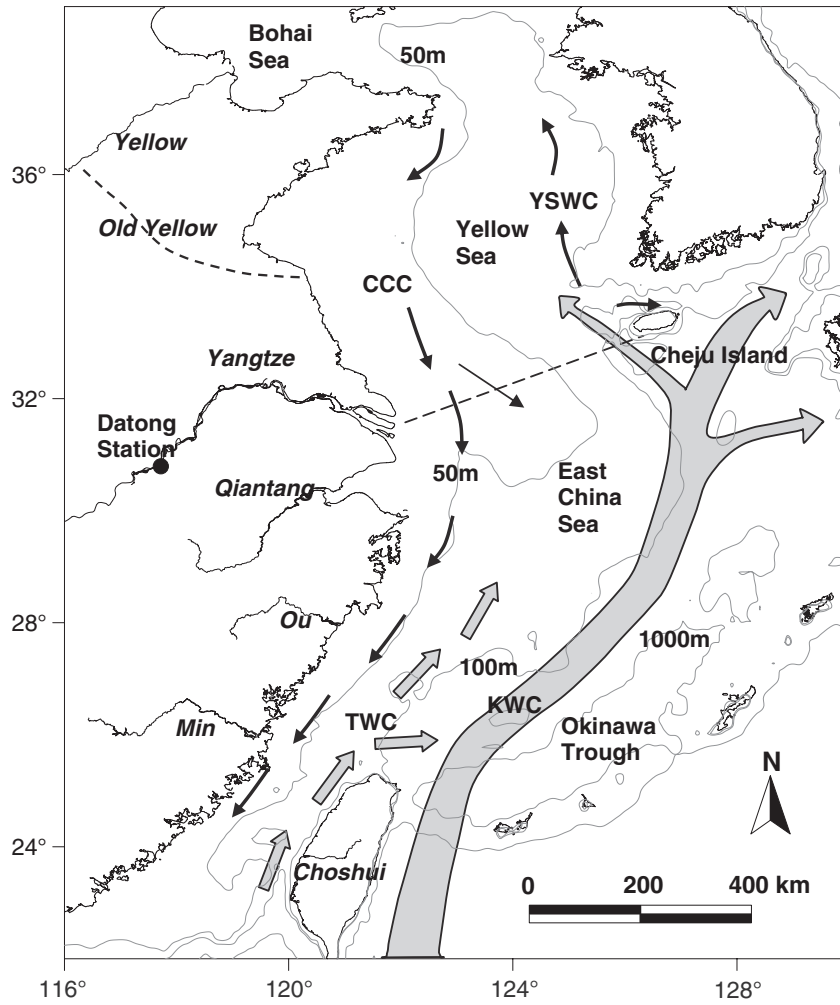 Bohai
Sea
50m
Yellow
36°
Old Yellow
YSWC
Yellow
Sea
CCC
Yangtze
Cheju Island
32°
Datong
Station
50m
Qiantang
East
China
Sea
28°
Ou
1000m
100m
KWC
Min
TWC
Okinawa
Trough
N
24°
Choshui
0 200 400 km
116° 120° 124° 128°